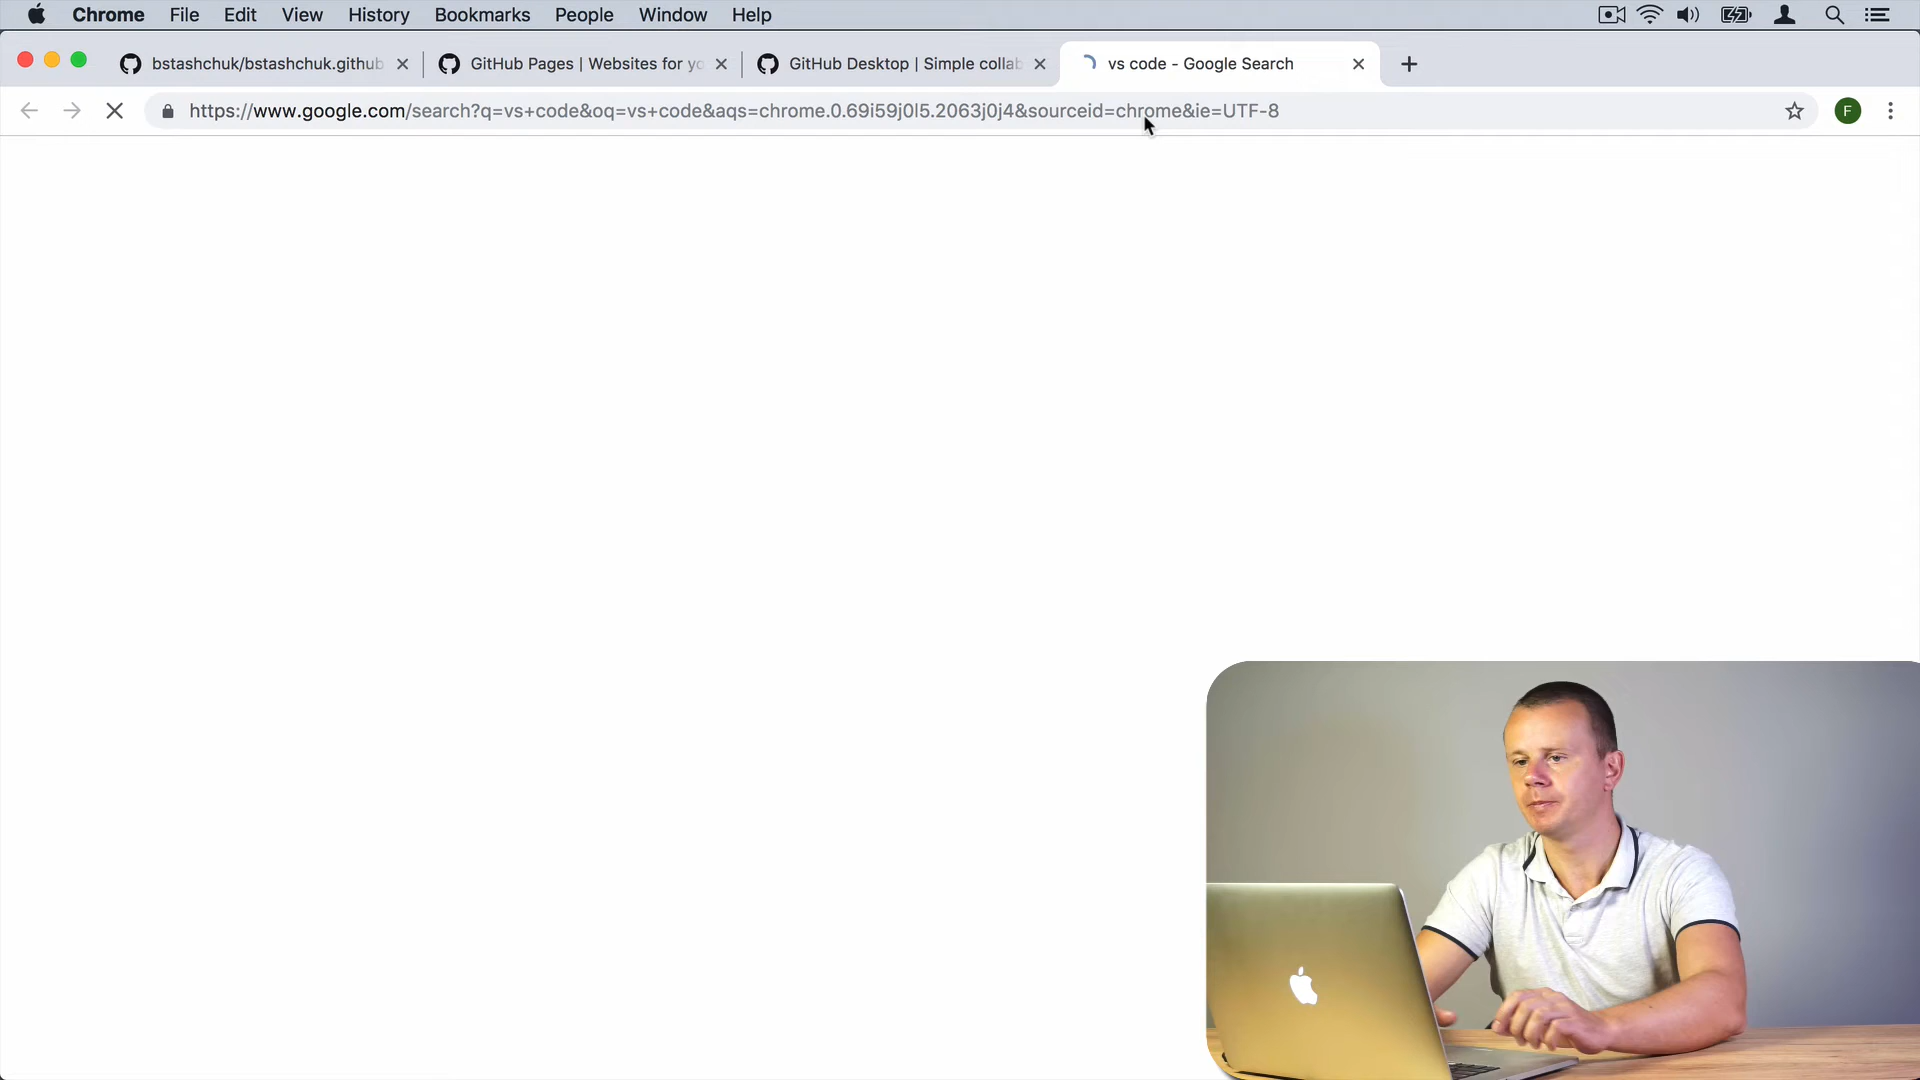 Chrome File Edit View History Bookmarks People Window Help
bstashchuk/bstashchuk.github
GitHub Pages | Websites for yo
GitHub Desktop | Simple collab
vs code - Google Search
https://www.google.com/search?q=vs+code&oq=vs+code&aqs=chrome.0.69i59j0l5.2063j0j4&sourceid=chrome&ie=UTF-8
F